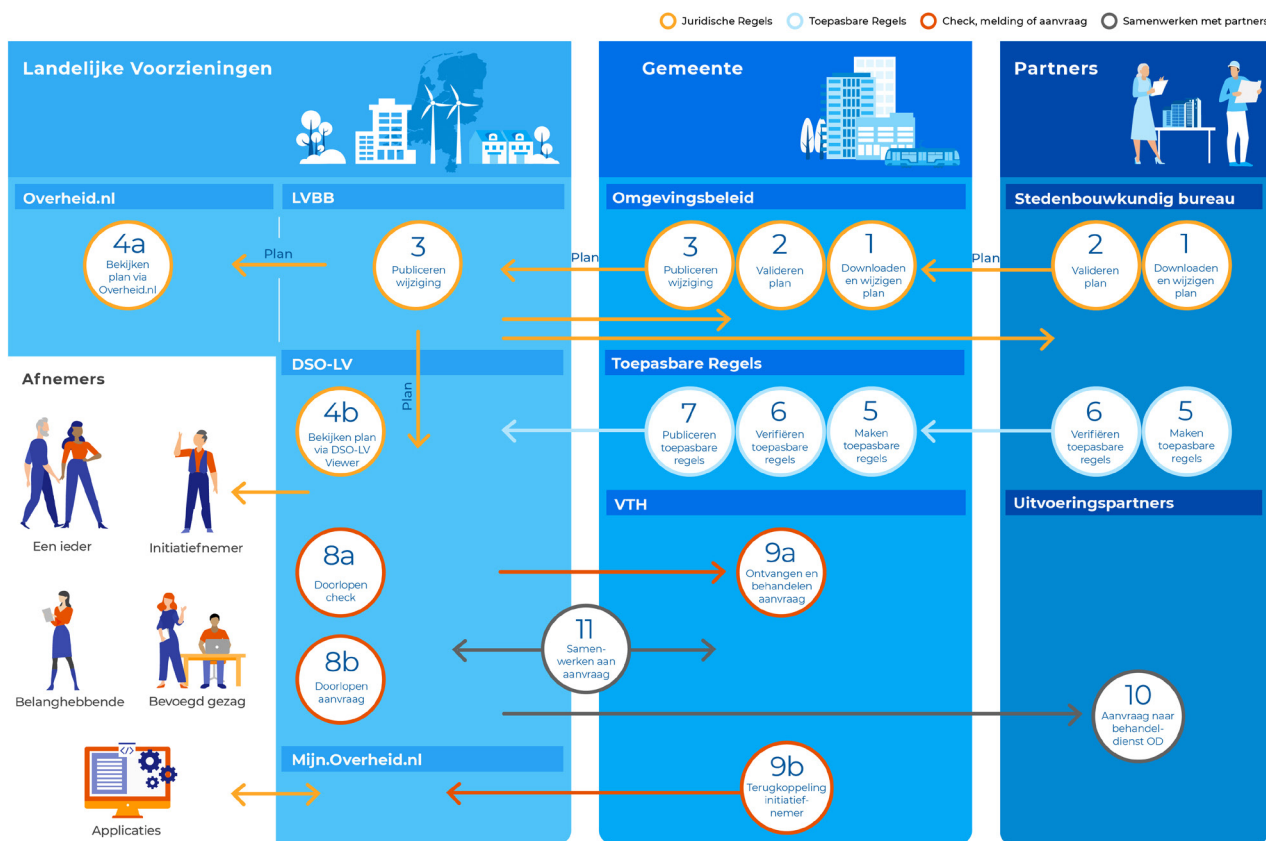 Juridische Regels
Toepasbare Regels
Check, melding of aanvraag
Samenwerken met partners
Landelijke Voorzieningen
Gemeente
Partners
Overheid.nl
LVBB
Omgevingsbeleid
Stedenbouwkundig bureau
4a
Bekijken
plan via
Overheid.nl
Plan
3
Publiceren
wijziging
Plan
3
Publiceren
wijziging
2
Valideren
plan
1
Downloaden
en wijzigen
plan
Plan
2
Valideren
plan
1
Downloaden
en wijzigen
plan
Afnemers
DSO-LV
Toepasbare Regels
Plan
4b
Bekijken plan
via DSO-LV
Viewer
7
Publiceren
toepasbare
regels
6
Verifiëren
toepasbare
regels
5
Maken
toepasbare
regels
6
Verifiëren
toepasbare
regels
5
Maken
toepasbare
regels
VTH
Uitvoeringspartners
Een ieder
Initiatiefnemer
8a
Doorlopen
check
9a
Ontvangen en
behandelen
aanvraag
11
Samen-
werken aan
aanvraag
8b
Doorlopen
aanvraag
Belanghebbende
Bevoegd gezag
10
Aanvraag naar
behandel-
dienst OD
Mijn.Overheid.nl
9b
Terugkoppeling
initiatief-
nemer
</>
Applicaties